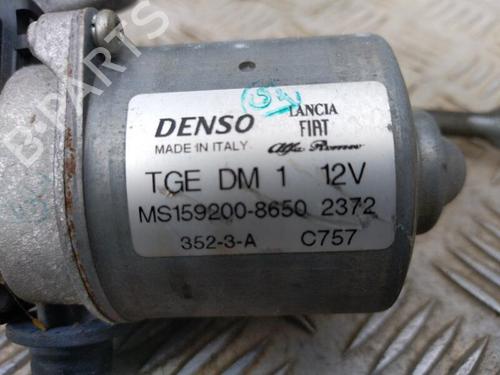 B-PARTS
DENSO
MADE IN ITALY
LANCIA
FIAT
Alfa Romeo
TGE DM 1 12V
MS159200-8650 2372
352-3-A C757